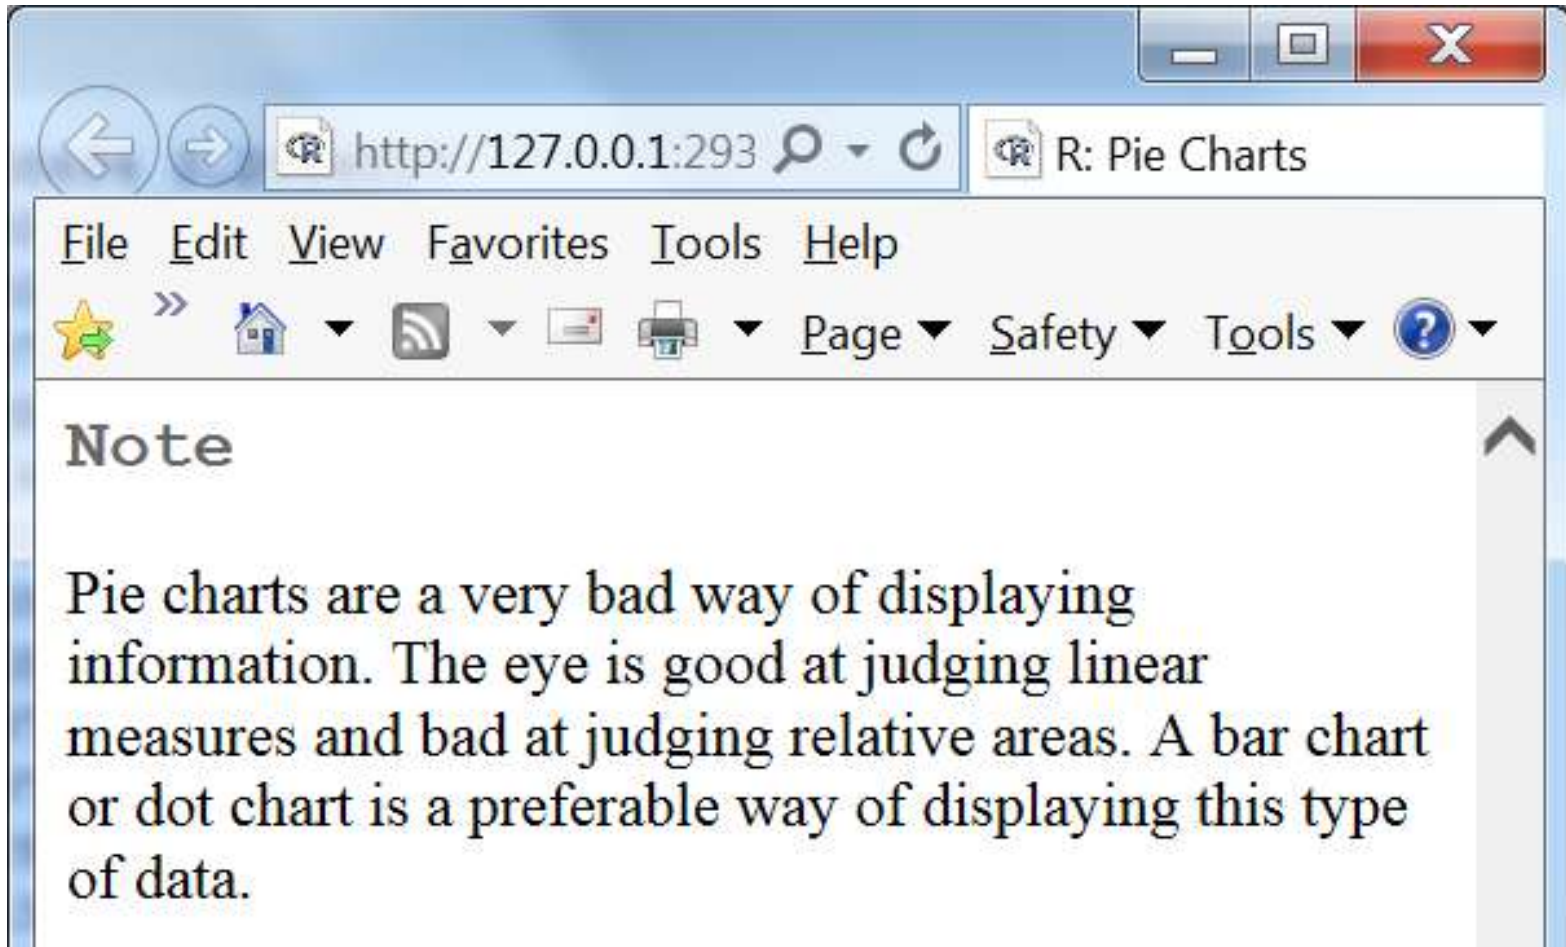 http://127.0.0.1:293 R: Pie Charts
File Edit View Favorites Tools Help
Page Safety Tools
Note
Pie charts are a very bad way of displaying
information. The eye is good at judging linear
measures and bad at judging relative areas. A bar chart
or dot chart is a preferable way of displaying this type
of data.